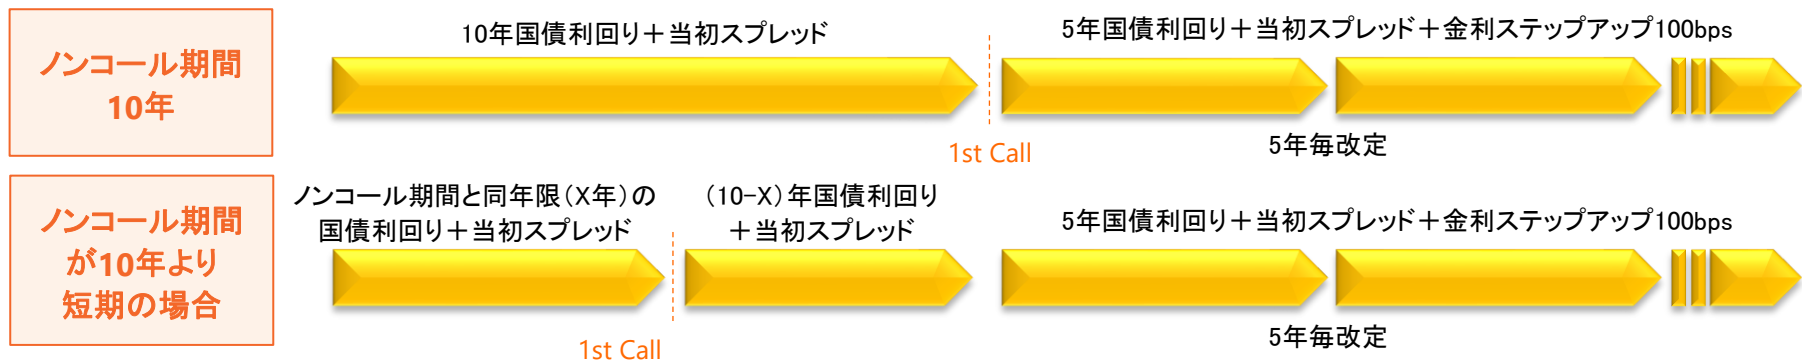 ノンコール期間
10年
10年国債利回り＋当初スプレッド
5年国債利回り＋当初スプレッド＋金利ステップアップ100bps
1st Call
5年毎改定
ノンコール期間
が10年より
短期の場合
ノンコール期間と同年限（X年）の
国債利回り＋当初スプレッド
（10-X）年国債利回り
＋当初スプレッド
5年国債利回り＋当初スプレッド＋金利ステップアップ100bps
1st Call
5年毎改定